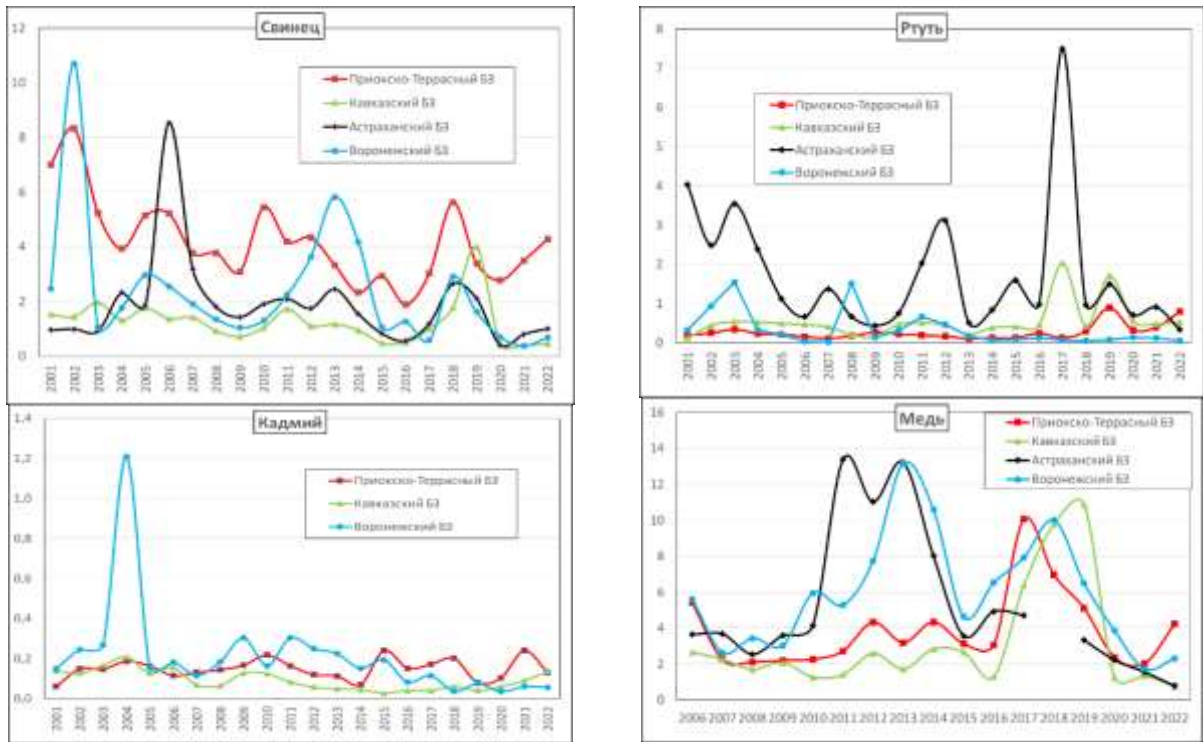 Свинец
12
10
8
6
4
2
0
Приокско-Террасный БЗ
Кавказский БЗ
Астраханский БЗ
Воронежский БЗ
2001 2002 2003 2004 2005 2006 2007 2008 2009 2010 2011 2012 2013 2014 2015 2016 2017 2018 2019 2020 2021 2022
Ртуть
8
7
6
5
4
3
2
1
0
Приокско-Террасный БЗ
Кавказский БЗ
Астраханский БЗ
Воронежский БЗ
2001 2002 2003 2004 2005 2006 2007 2008 2009 2010 2011 2012 2013 2014 2015 2016 2017 2018 2019 2020 2021 2022
Кадмий
1,4
1,2
1,0
0,8
0,6
0,4
0,2
0,0
Приокско-Террасный БЗ
Кавказский БЗ
Воронежский БЗ
2001 2002 2003 2004 2005 2006 2007 2008 2009 2010 2011 2012 2013 2014 2015 2016 2017 2018 2019 2020 2021 2022
Медь
16
14
12
10
8
6
4
2
0
Приокско-Террасный БЗ
Кавказский БЗ
Астраханский БЗ
Воронежский БЗ
2006 2007 2008 2009 2010 2011 2012 2013 2014 2015 2016 2017 2018 2019 2020 2021 2022